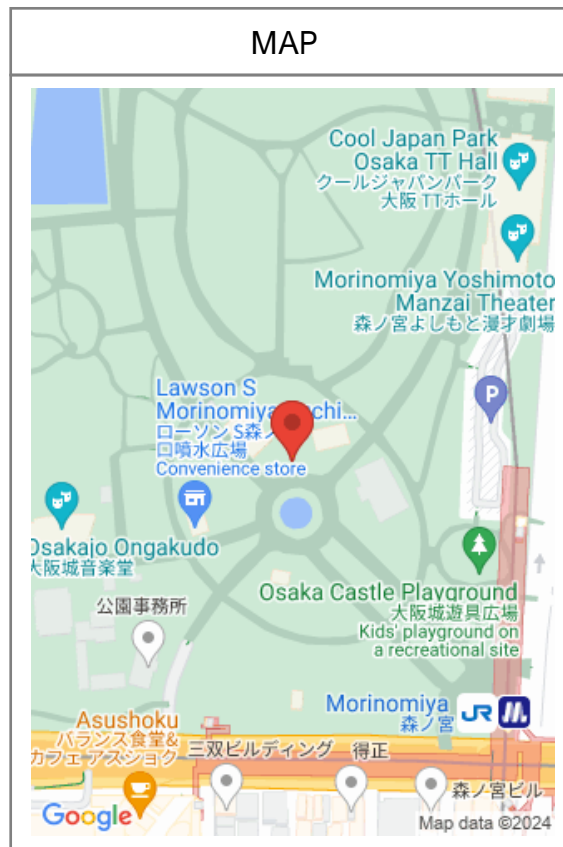 MAP
Cool Japan Park
Osaka TT Hall
クールジャパンパーク
大阪 TTホール
Morinomiya Yoshimoto
Manzai Theater
森ノ宮よしもと漫才劇場
P
Lawson S
Morinomiya
chi...
ローソン S森ノ
口噴水広場
Convenience store
Osakajo Ongakudo
大阪城音楽堂
Osaka Castle Playground
大阪城遊具広場
Kids' playground on
a recreational site
公園事務所
Morinomiya
森ノ宮
JR
Asushoku
バランス食堂&
カフェ アスショク
三双ビルディング
得正
森ノ宮ビル
Google
Map data ©2024